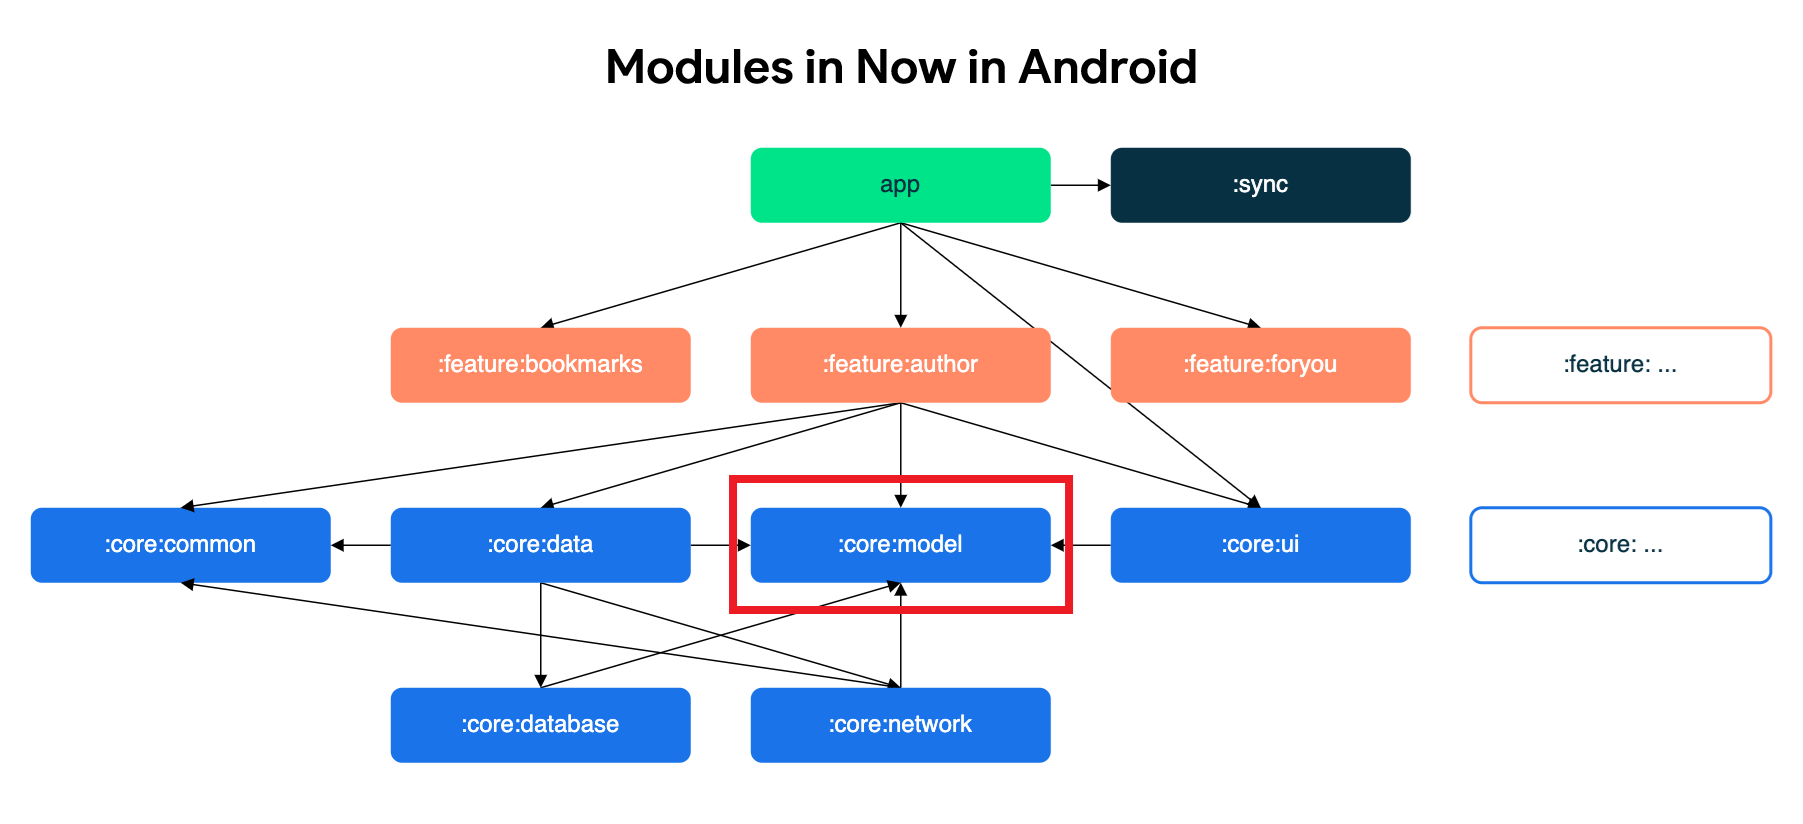 Modules in Now in Android
app
:sync
:feature:bookmarks
:feature:author
:feature:foryou
:feature: ...
:core:common
:core:data
:core:model
:core:ui
:core: ...
:core:database
:core:network